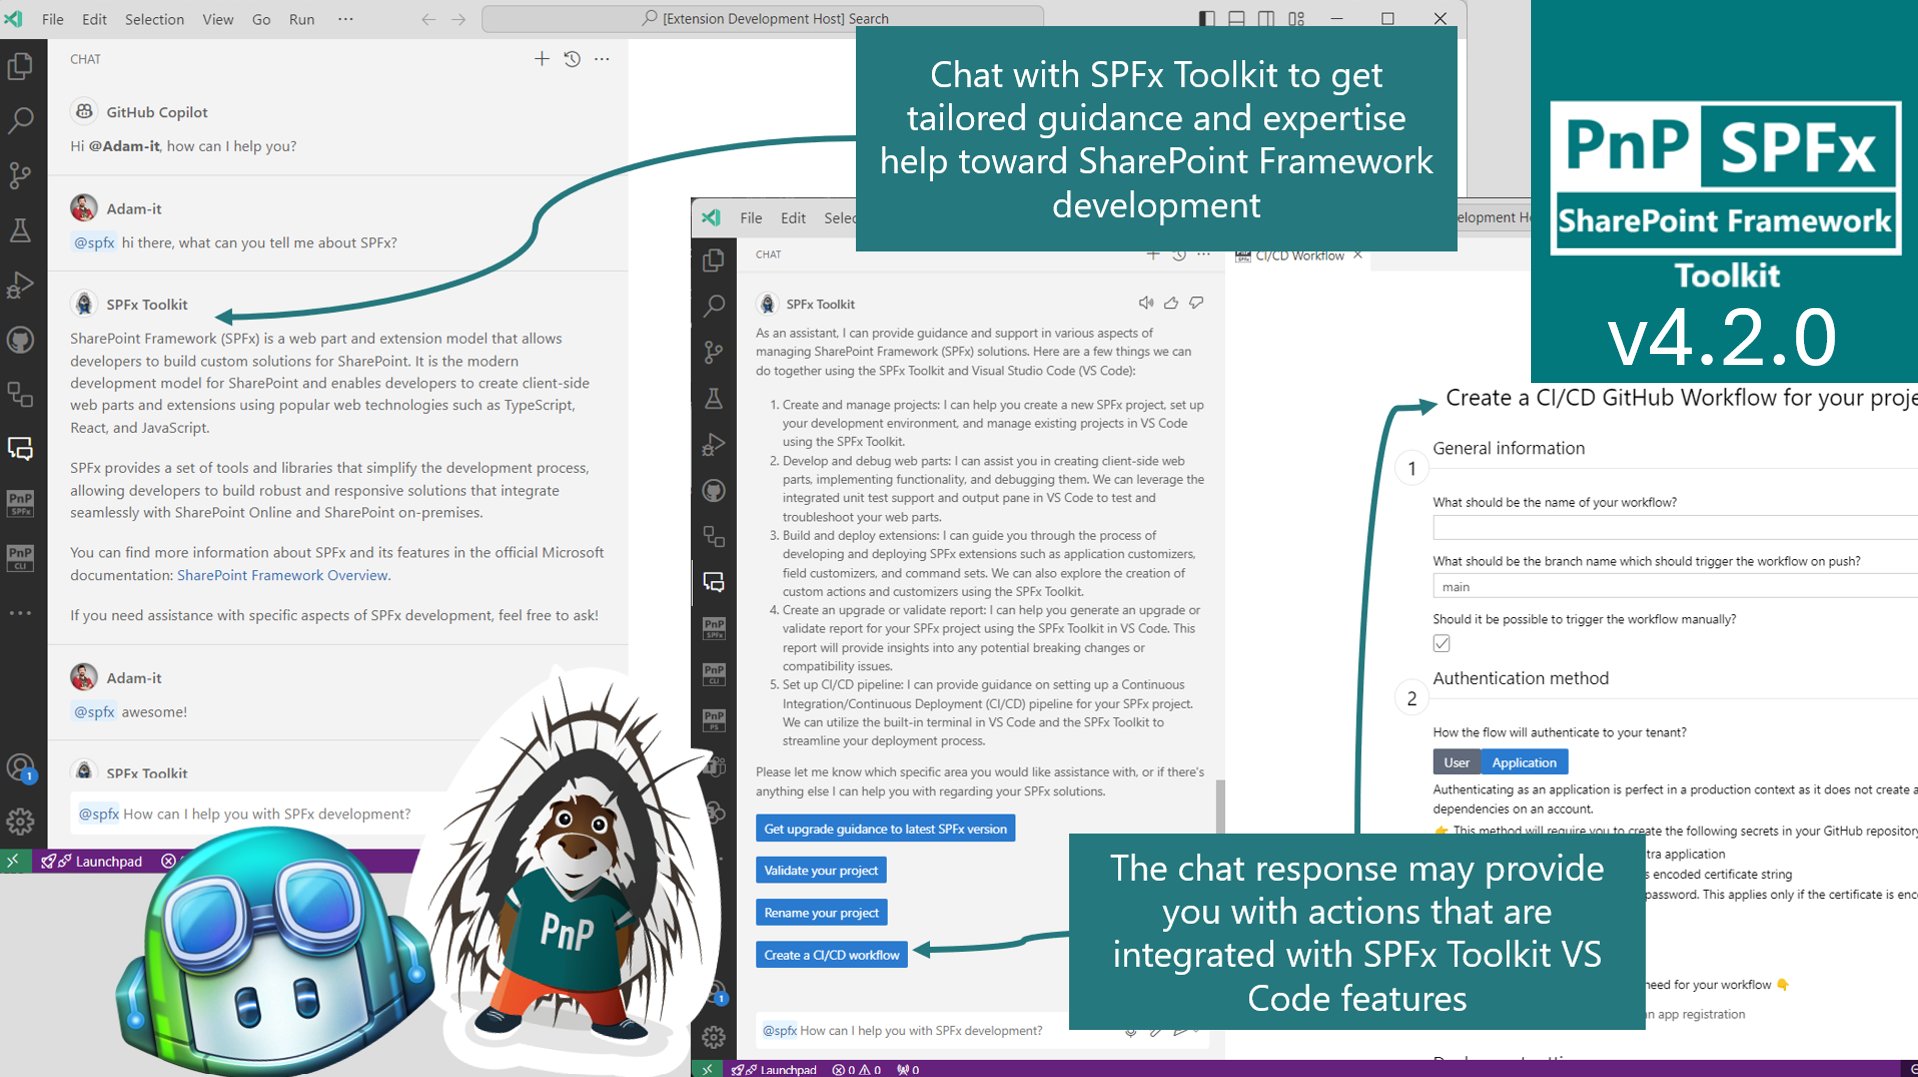 File Edit Selection View Go Run ···
[Extension Development Host] Search
CHAT
GitHub Copilot
Hi @Adam-it, how can I help you?
Adam-it
@spfx hi there, what can you tell me about SPFx?
SPFx Toolkit
SharePoint Framework (SPFx) is a web part and extension model that allows
developers to build custom solutions for SharePoint. It is the modern
development model for SharePoint and enables developers to create client-side
web parts and extensions using popular web technologies such as TypeScript,
React, and JavaScript.
SPFx provides a set of tools and libraries that simplify the development process,
allowing developers to build robust and responsive solutions that integrate
seamlessly with SharePoint Online and SharePoint on-premises.
You can find more information about SPFx and its features in the official Microsoft
documentation: SharePoint Framework Overview.
If you need assistance with specific aspects of SPFx development, feel free to ask!
Adam-it
@spfx awesome!
SPFx Toolkit
@spfx How can I help you with SPFx development?
PnP
SPFx
PnP
CLI
1
Launchpad
PnP
Chat with SPFx Toolkit to get
tailored guidance and expertise
help toward SharePoint Framework
development
File Edit Selec
elopment Ho
CHAT
SPFx Toolkit
As an assistant, I can provide guidance and support in various aspects of
managing SharePoint Framework (SPFx) solutions. Here are a few things we can
do together using the SPFx Toolkit and Visual Studio Code (VS Code):
1. Create and manage projects: I can help you create a new SPFx project, set up
your development environment, and manage existing projects in VS Code
using the SPFx Toolkit.
2. Develop and debug web parts: I can assist you in creating client-side web
parts, implementing functionality, and debugging them. We can leverage the
integrated unit test support and output pane in VS Code to test and
troubleshoot your web parts.
3. Build and deploy extensions: I can guide you through the process of
developing and deploying SPFx extensions such as application customizers,
field customizers, and command sets. We can also explore the creation of
custom actions and customizers using the SPFx Toolkit.
4. Create an upgrade or validate report: I can help you generate an upgrade or
validate report for your SPFx project using the SPFx Toolkit in VS Code. This
report will provide insights into any potential breaking changes or
compatibility issues.
5. Set up CI/CD pipeline: I can provide guidance on setting up a Continuous
Integration/Continuous Deployment (CI/CD) pipeline for your SPFx project.
We can utilize the built-in terminal in VS Code and the SPFx Toolkit to
streamline your deployment process.
Please let me know which specific area you would like assistance with, or if there's
anything else I can help you with regarding your SPFx solutions.
Get upgrade guidance to latest SPFx version
Validate your project
Rename your project
Create a CI/CD workflow
@spfx How can I help you with SPFx development?
PnP
SPFx
PnP
CLI
PnP
PS
1
Launchpad 0 0 0
PnP SPFx
SharePoint Framework
Toolkit
v4.2.0
CI/CD Workflow
Create a CI/CD GitHub Workflow for your proje
1
General information
What should be the name of your workflow?
What should be the branch name which should trigger the workflow on push?
main
Should it be possible to trigger the workflow manually?
2
Authentication method
How the flow will authenticate to your tenant?
User Application
Authenticating as an application is perfect in a production context as it does not create a
dependencies on an account.
This method will require you to create the following secrets in your GitHub repository
tra application
s encoded certificate string
password. This applies only if the certificate is enc
need for your workflow
n app registration
The chat response may provide
you with actions that are
integrated with SPFx Toolkit VS
Code features